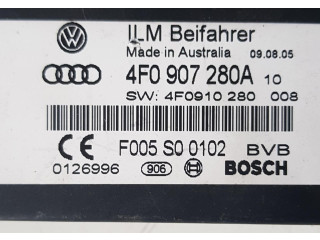 ILM Beifahrer
Made in Australia 09.08.05
4F0 907 280A 10
SW: 4F0910 280 008
CE F005 S0 0102 BVB
0126996 906 BOSCH